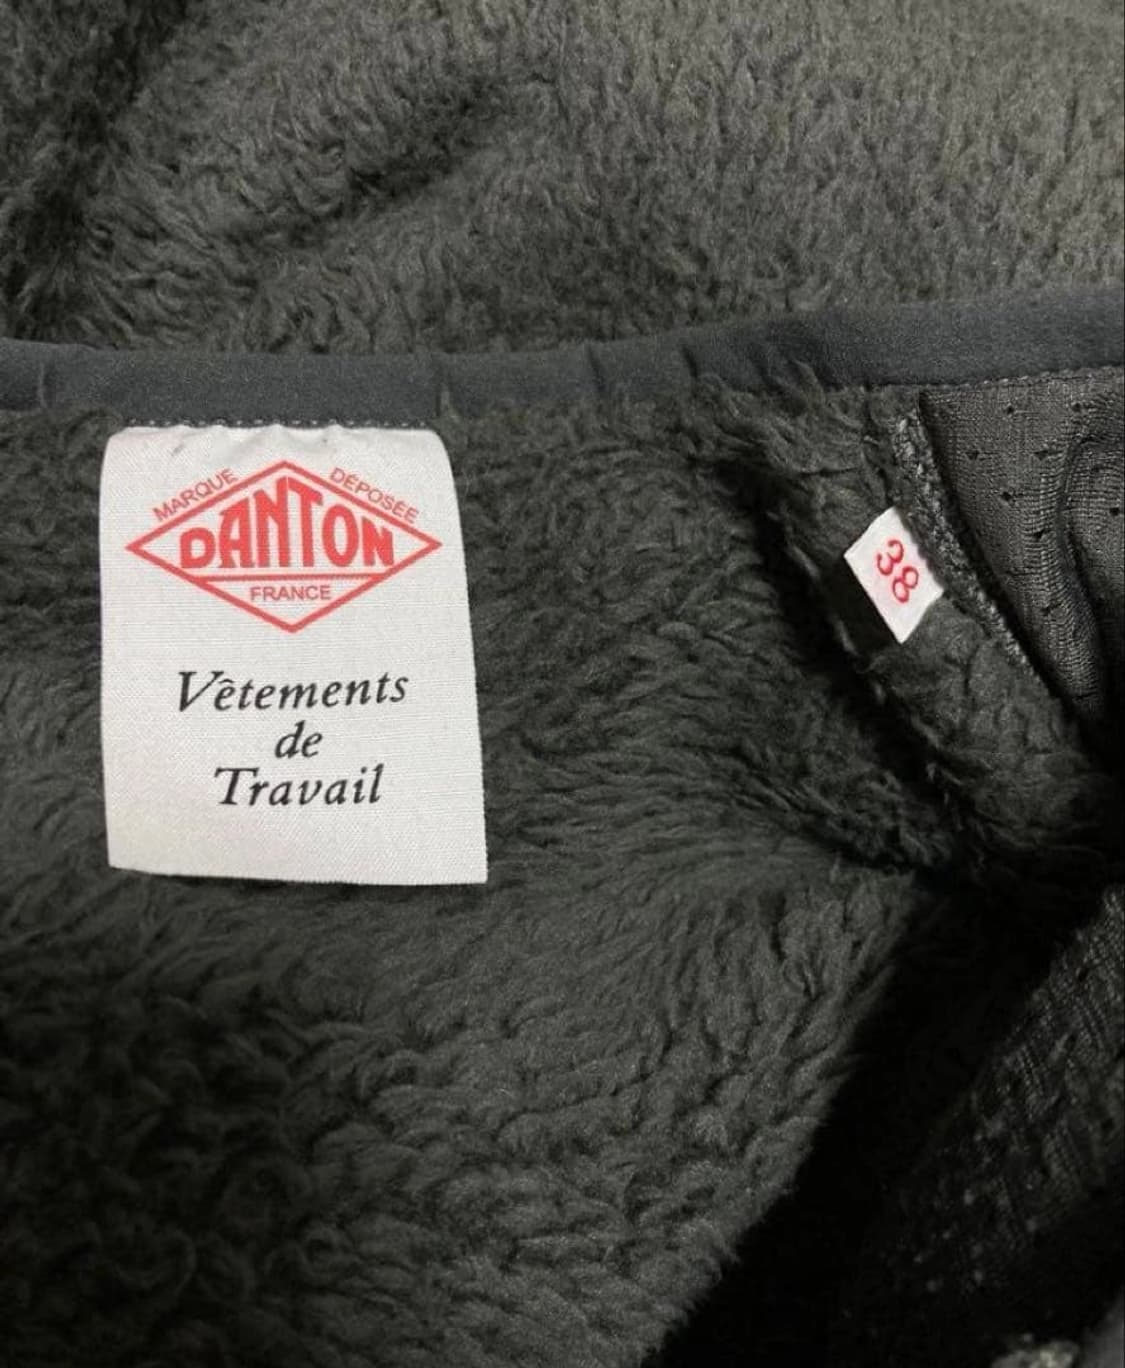 MARQUE DÉPOSÉE
DANTON
FRANCE
Vêtements
de
Travail
38